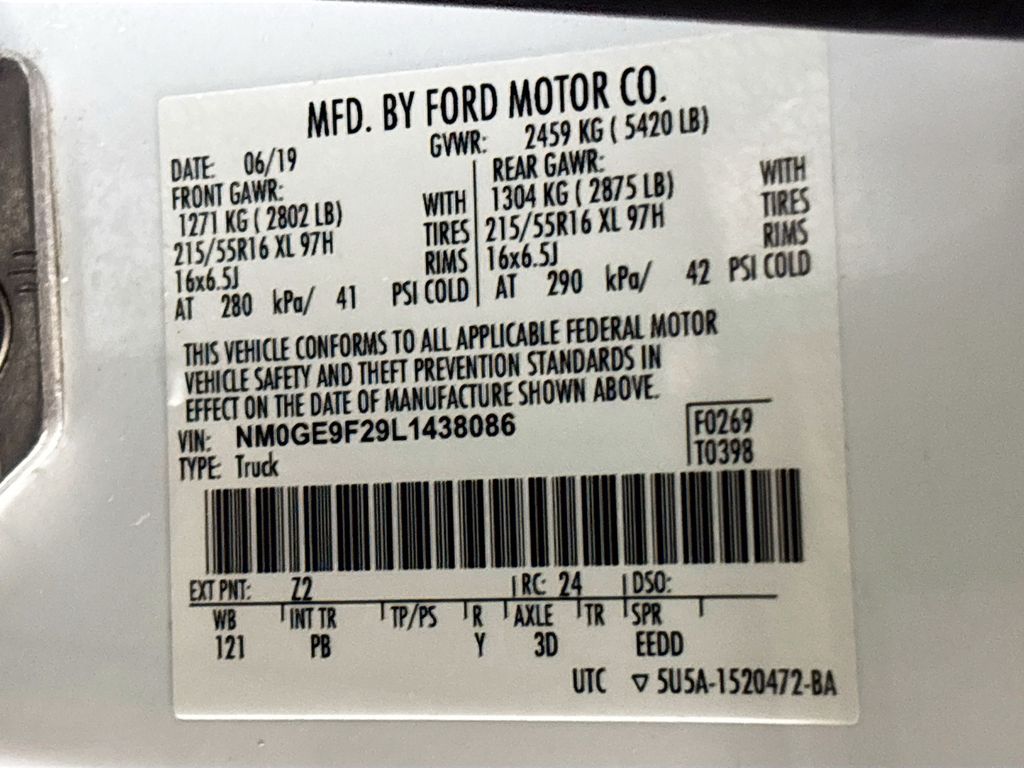 MFD. BY FORD MOTOR CO.
DATE: 06/19 GVWR: 2459 KG ( 5420 LB)
FRONT GAWR: REAR GAWR:
1271 KG ( 2802 LB) WITH 1304 KG ( 2875 LB) WITH
215/55R16 XL 97H TIRES 215/55R16 XL 97H TIRES
16x6.5J RIMS 16x6.5J RIMS
AT 280 kPa/ 41 PSI COLD AT 290 kPa/ 42 PSI COLD
THIS VEHICLE CONFORMS TO ALL APPLICABLE FEDERAL MOTOR
VEHICLE SAFETY AND THEFT PREVENTION STANDARDS IN
EFFECT ON THE DATE OF MANUFACTURE SHOWN ABOVE.
VIN: NM0GE9F29L1438086 F0269
TYPE: Truck T0398
EXT PNT: Z2 RC: 24 DSO:
WB INT TR TP/PS R AXLE TR SPR
121 PB Y 3D EEDD
UTC ▽ 5U5A-1520472-BA